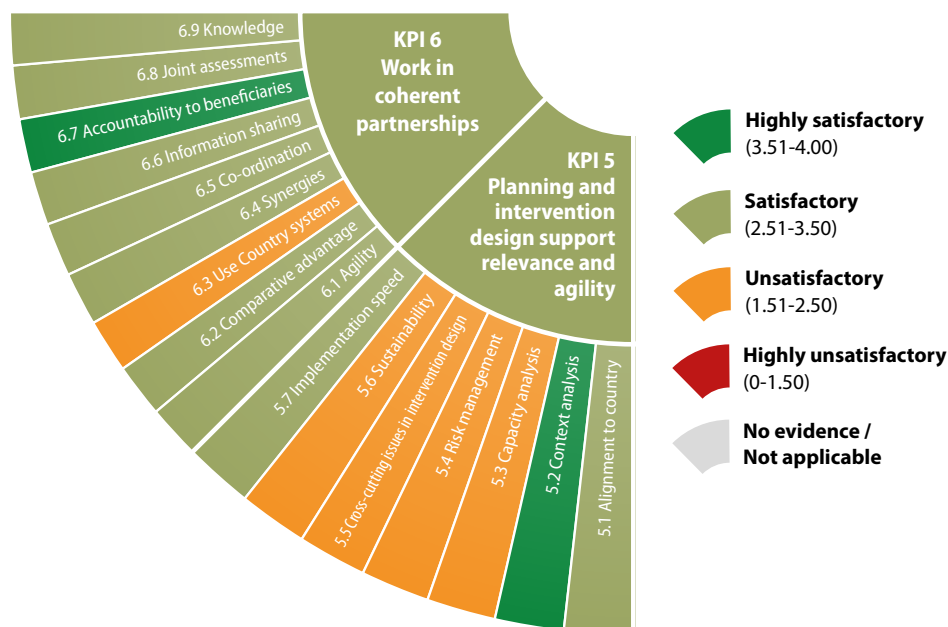 6.9 Knowledge
6.8 Joint assessments
6.7 Accountability to beneficiaries
6.6 Information sharing
6.5 Co-ordination
6.4 Synergies
6.3 Use Country systems
6.2 Comparative advantage
6.1 Agility
5.7 Implementation speed
5.6 Sustainability
5.5 Cross-cutting issues in intervention design
5.4 Risk management
5.3 Capacity analysis
5.2 Context analysis
5.1 Alignment to country
KPI 6
Work in
coherent
partnerships
KPI 5
Planning and
intervention
design support
relevance and
agility
Highly satisfactory
(3.51-4.00)
Satisfactory
(2.51-3.50)
Unsatisfactory
(1.51-2.50)
Highly unsatisfactory
(0-1.50)
No evidence /
Not applicable